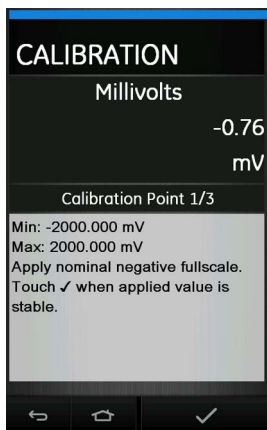 CALIBRATION
Millivolts
-0.76
mV
Calibration Point 1/3
Min: -2000.000 mV
Max: 2000.000 mV
Apply nominal negative fullscale.
Touch ✓ when applied value is
stable.